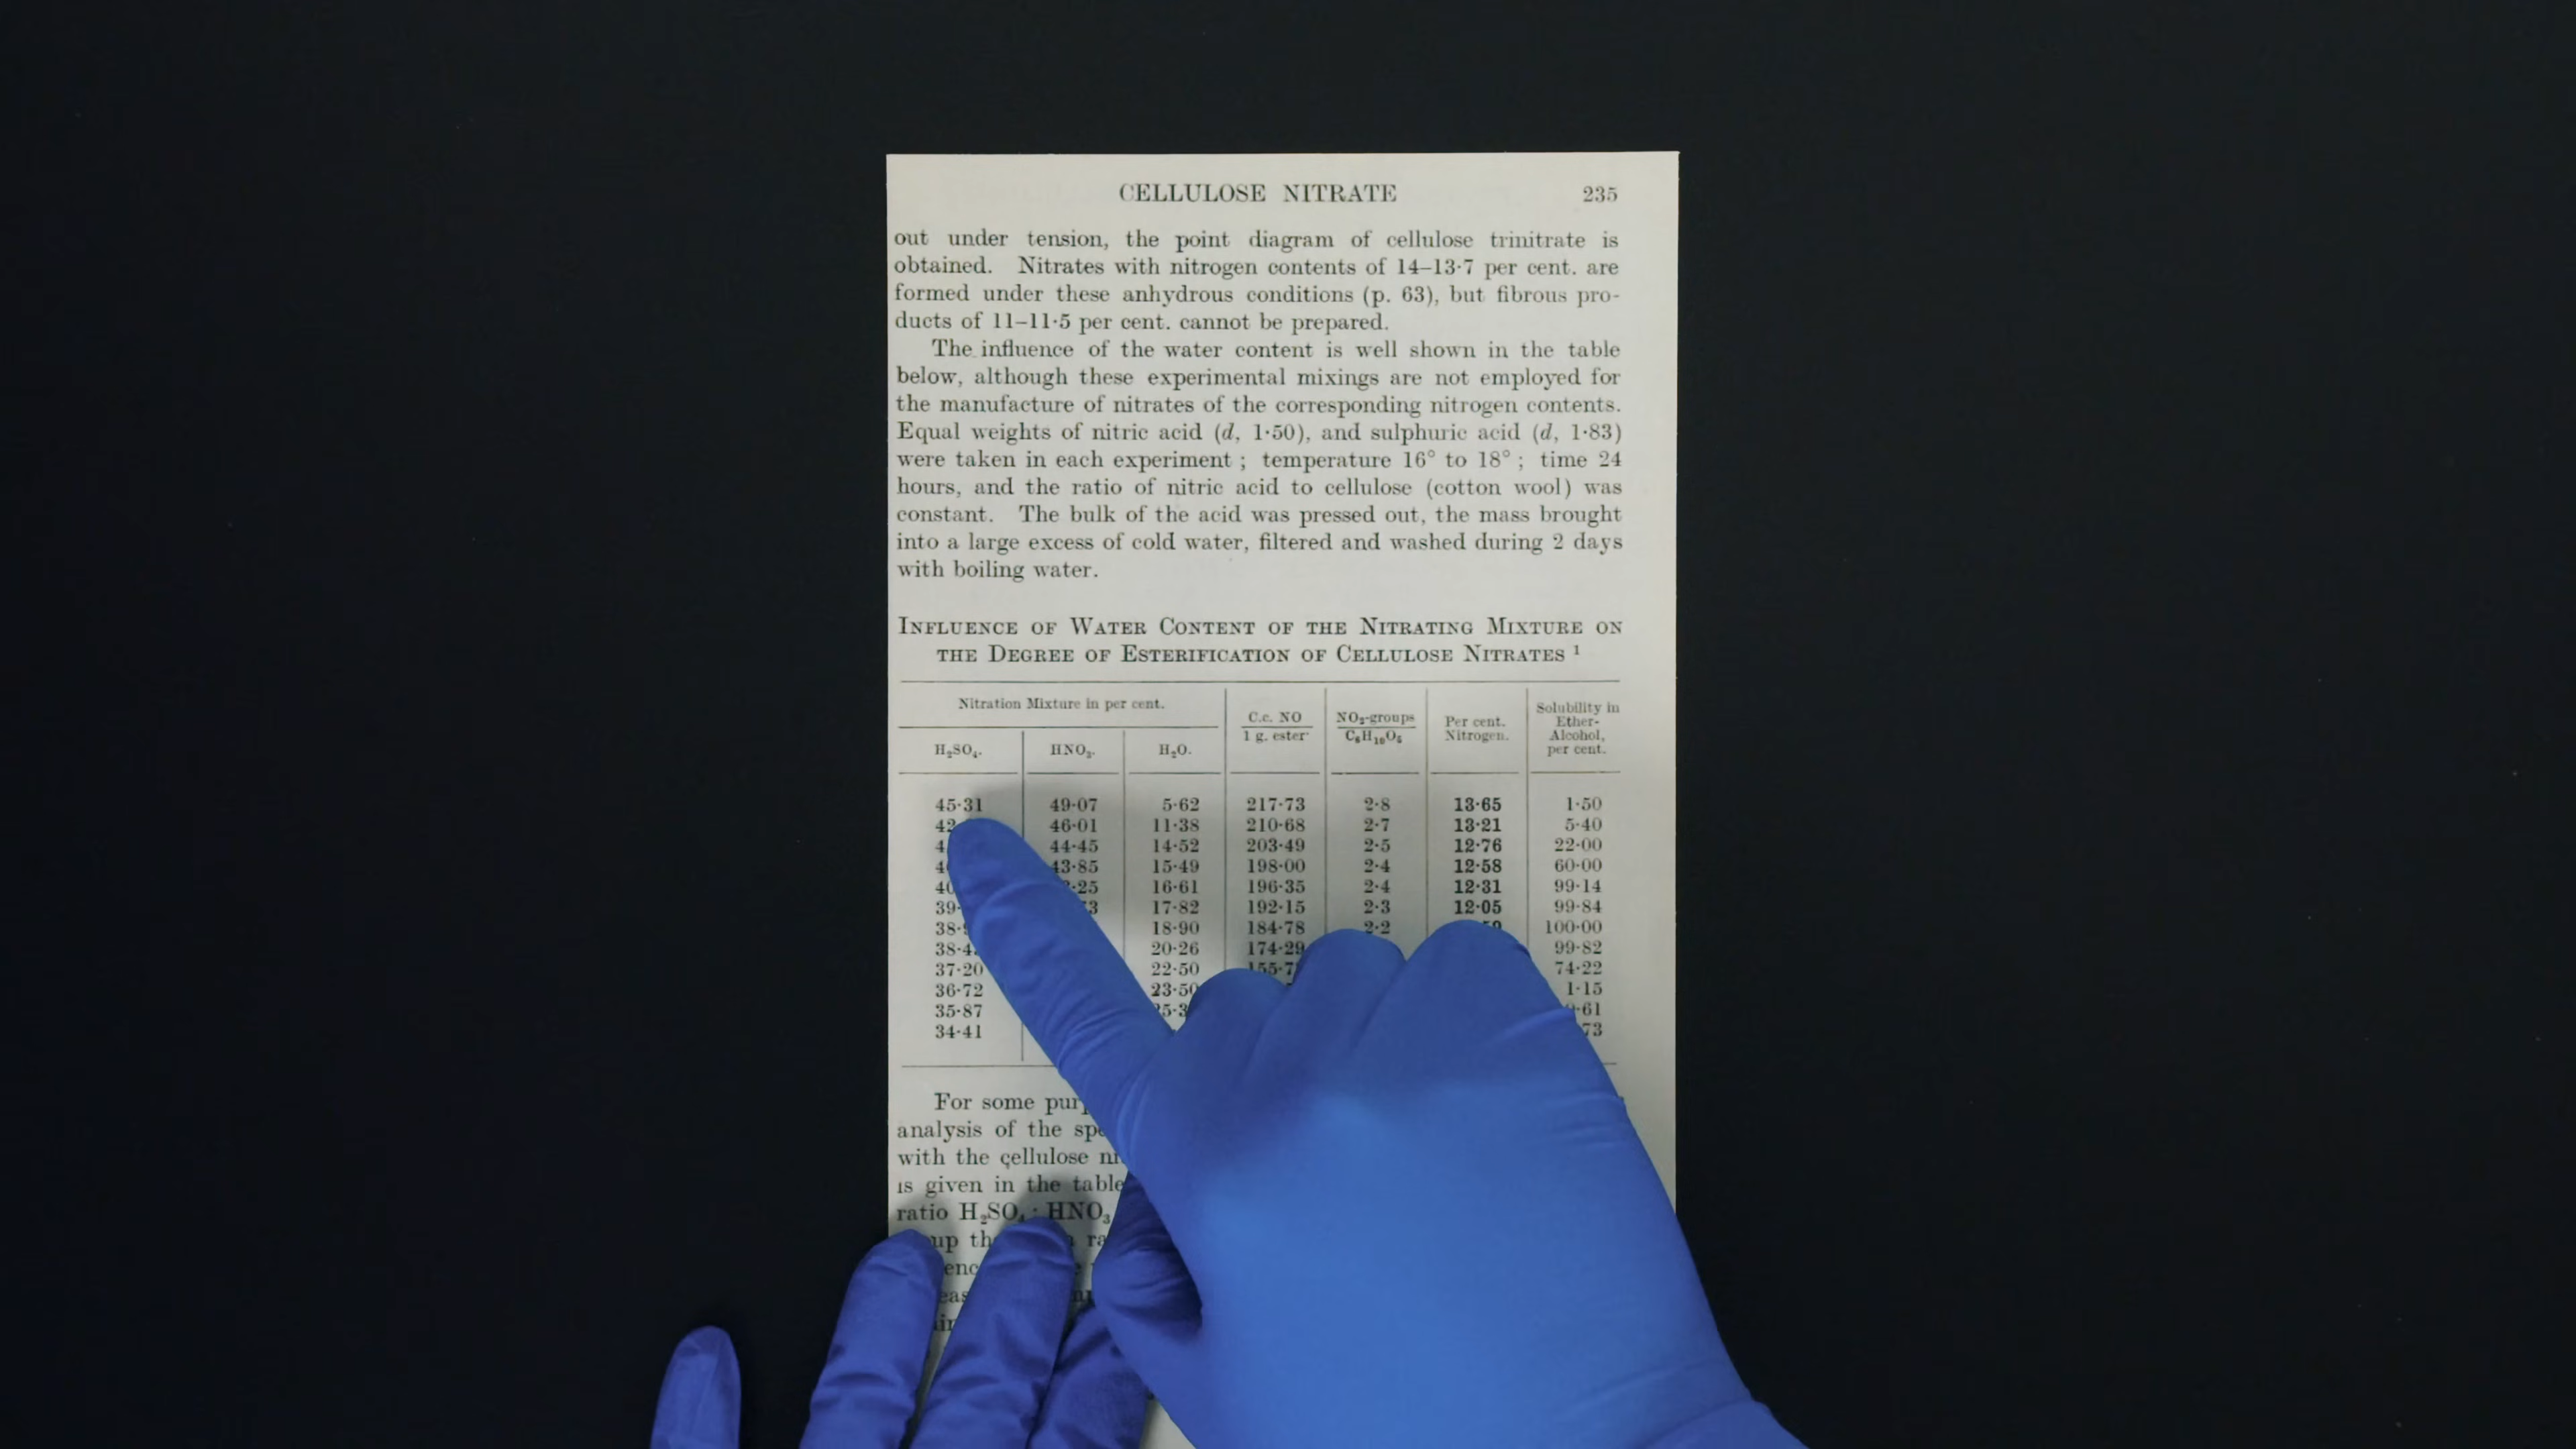 CELLULOSE NITRATE 235
out under tension, the point diagram of cellulose trinitrate is
obtained. Nitrates with nitrogen contents of 14–13·7 per cent. are
formed under these anhydrous conditions (p. 63), but fibrous pro-
ducts of 11–11·5 per cent. cannot be prepared.
The influence of the water content is well shown in the table
below, although these experimental mixings are not employed for
the manufacture of nitrates of the corresponding nitrogen contents.
Equal weights of nitric acid (d, 1·50), and sulphuric acid (d, 1·83)
were taken in each experiment ; temperature 16° to 18° ; time 24
hours, and the ratio of nitric acid to cellulose (cotton wool) was
constant. The bulk of the acid was pressed out, the mass brought
into a large excess of cold water, filtered and washed during 2 days
with boiling water.
INFLUENCE OF WATER CONTENT OF THE NITRATING MIXTURE ON
THE DEGREE OF ESTERIFICATION OF CELLULOSE NITRATES ¹
Nitration Mixture in per cent.
H₂SO₄. HNO₃. H₂O.
C.c. NO
1 g. ester
NO₂-groups
C₆H₁₀O₅
Per cent.
Nitrogen.
Solubility in
Ether-
Alcohol,
per cent.
45·31 49·07 5·62 217·73 2·8 13·65 1·50
46·01 11·38 210·68 2·7 13·21 5·40
44·45 14·52 203·49 2·5 12·76 22·00
15·49 198·00 2·4 12·58 60·00
16·61 196·35 2·4 12·31 99·14
17·82 192·15 2·3 12·05 99·84
18·90 184·78 2·2 100·00
20·26 174·29 99·82
37·20 22·50 74·22
36·72 23·50 1·15
35·87
34·41
For some
analysis of the
with the cellulose
is given in the table
ratio H₂SO₄ : HNO₃
up